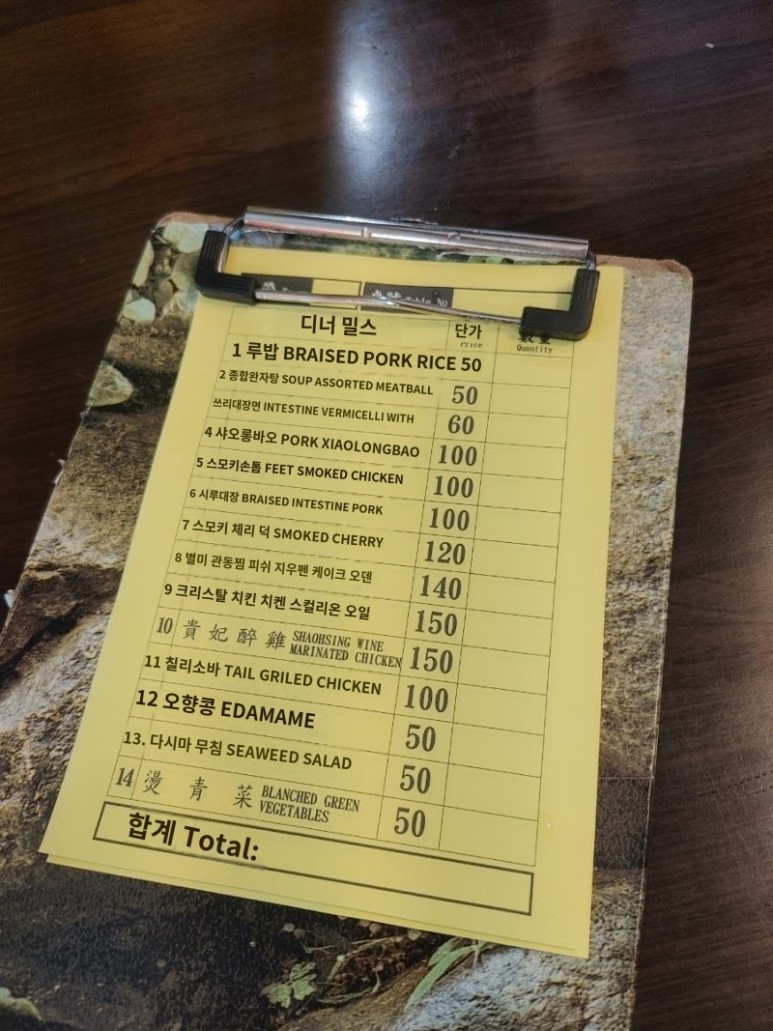 Table No
디너 밀스 단가 PRICE 數量 Quantity
1 루밥 BRAISED PORK RICE 50
2 종합완자탕 SOUP ASSORTED MEATBALL 50
쓰리대장면 INTESTINE VERMICELLI WITH 60
4 샤오롱바오 PORK XIAOLONGBAO 100
5 스모키손톱 FEET SMOKED CHICKEN 100
6 시루대장 BRAISED INTESTINE PORK 100
7 스모키 체리 덕 SMOKED CHERRY 120
8 별미 관동찜 피쉬 지우펜 케이크 오덴 140
9 크리스탈 치킨 치켄 스컬리온 오일 150
10 貴妃醉雞 SHAOHSING WINE MARINATED CHICKEN 150
11 칠리소바 TAIL GRILED CHICKEN 100
12 오향콩 EDAMAME 50
13. 다시마 무침 SEAWEED SALAD 50
14 燙青菜 BLANCHED GREEN VEGETABLES 50
합계 Total: